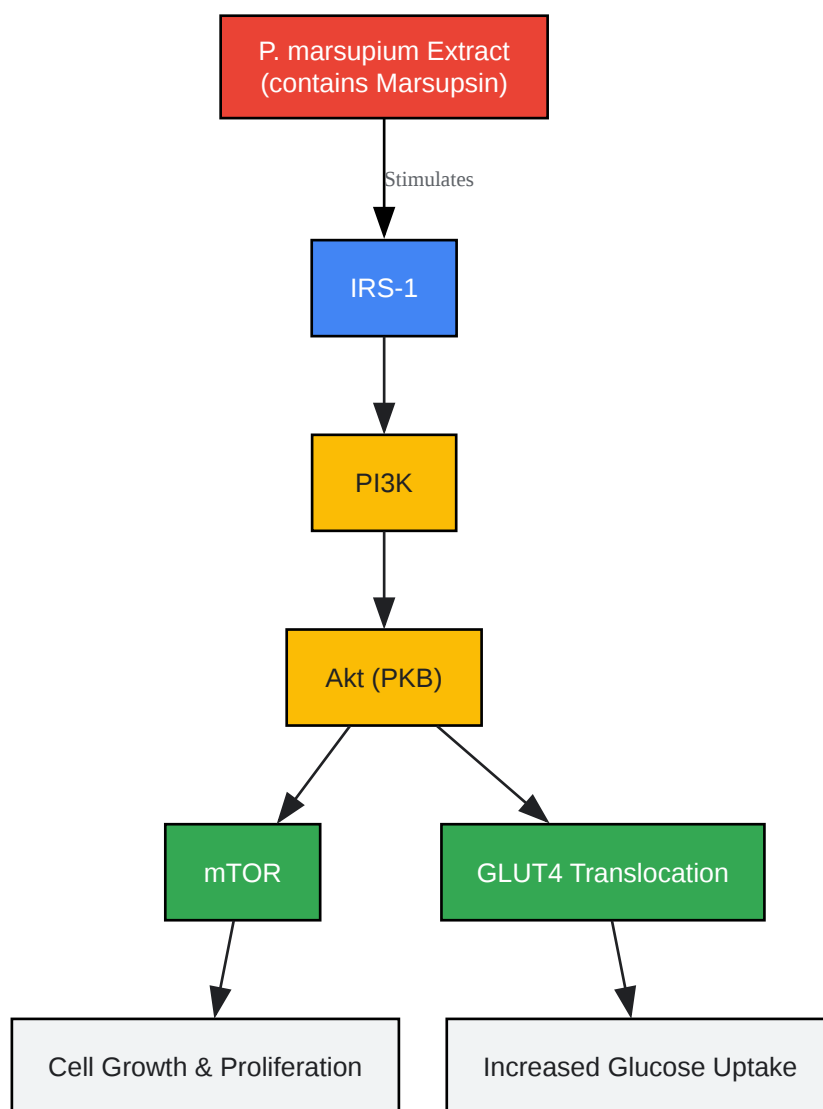 P. marsupium Extract
(contains Marsupsin)
Stimulates
IRS-1
PI3K
Akt (PKB)
mTOR
GLUT4 Translocation
Cell Growth & Proliferation
Increased Glucose Uptake